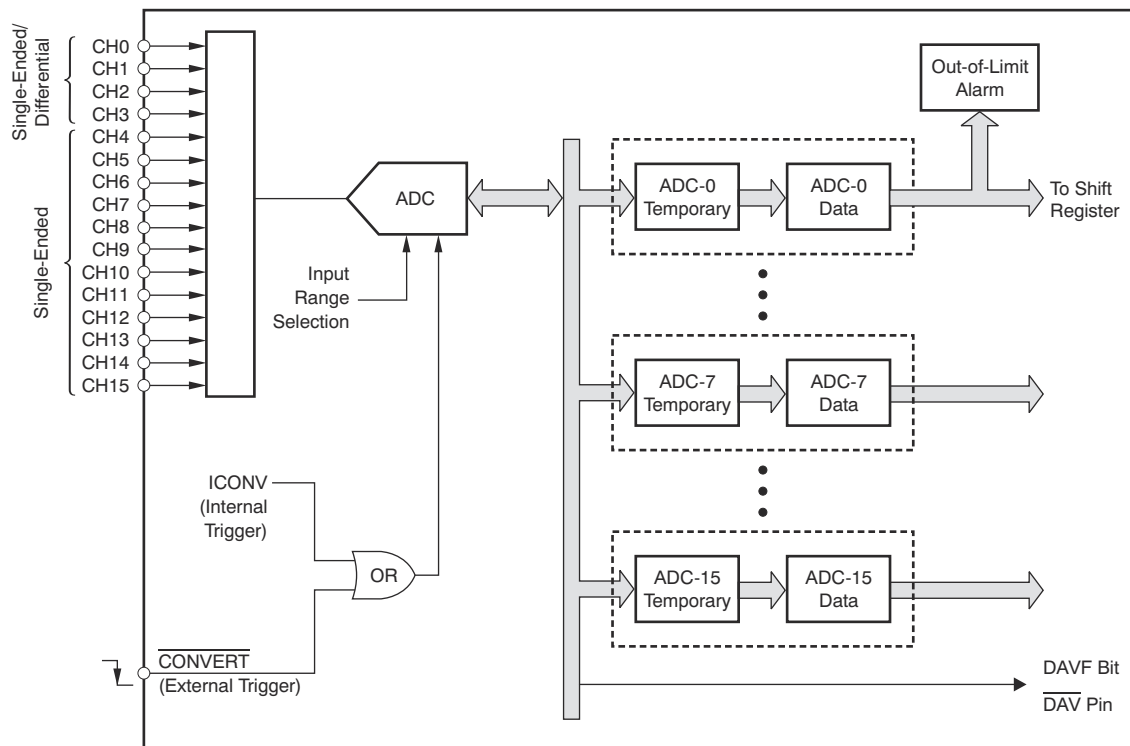 Single-Ended/
Differential
Single-Ended
CH0
CH1
CH2
CH3
CH4
CH5
CH6
CH7
CH8
CH9
CH10
CH11
CH12
CH13
CH14
CH15
ADC
Input
Range
Selection
ICONV
(Internal
Trigger)
OR
CONVERT
(External Trigger)
Out-of-Limit
Alarm
ADC-0
Temporary
ADC-0
Data
To Shift
Register
ADC-7
Temporary
ADC-7
Data
ADC-15
Temporary
ADC-15
Data
DAVF Bit
DAV Pin